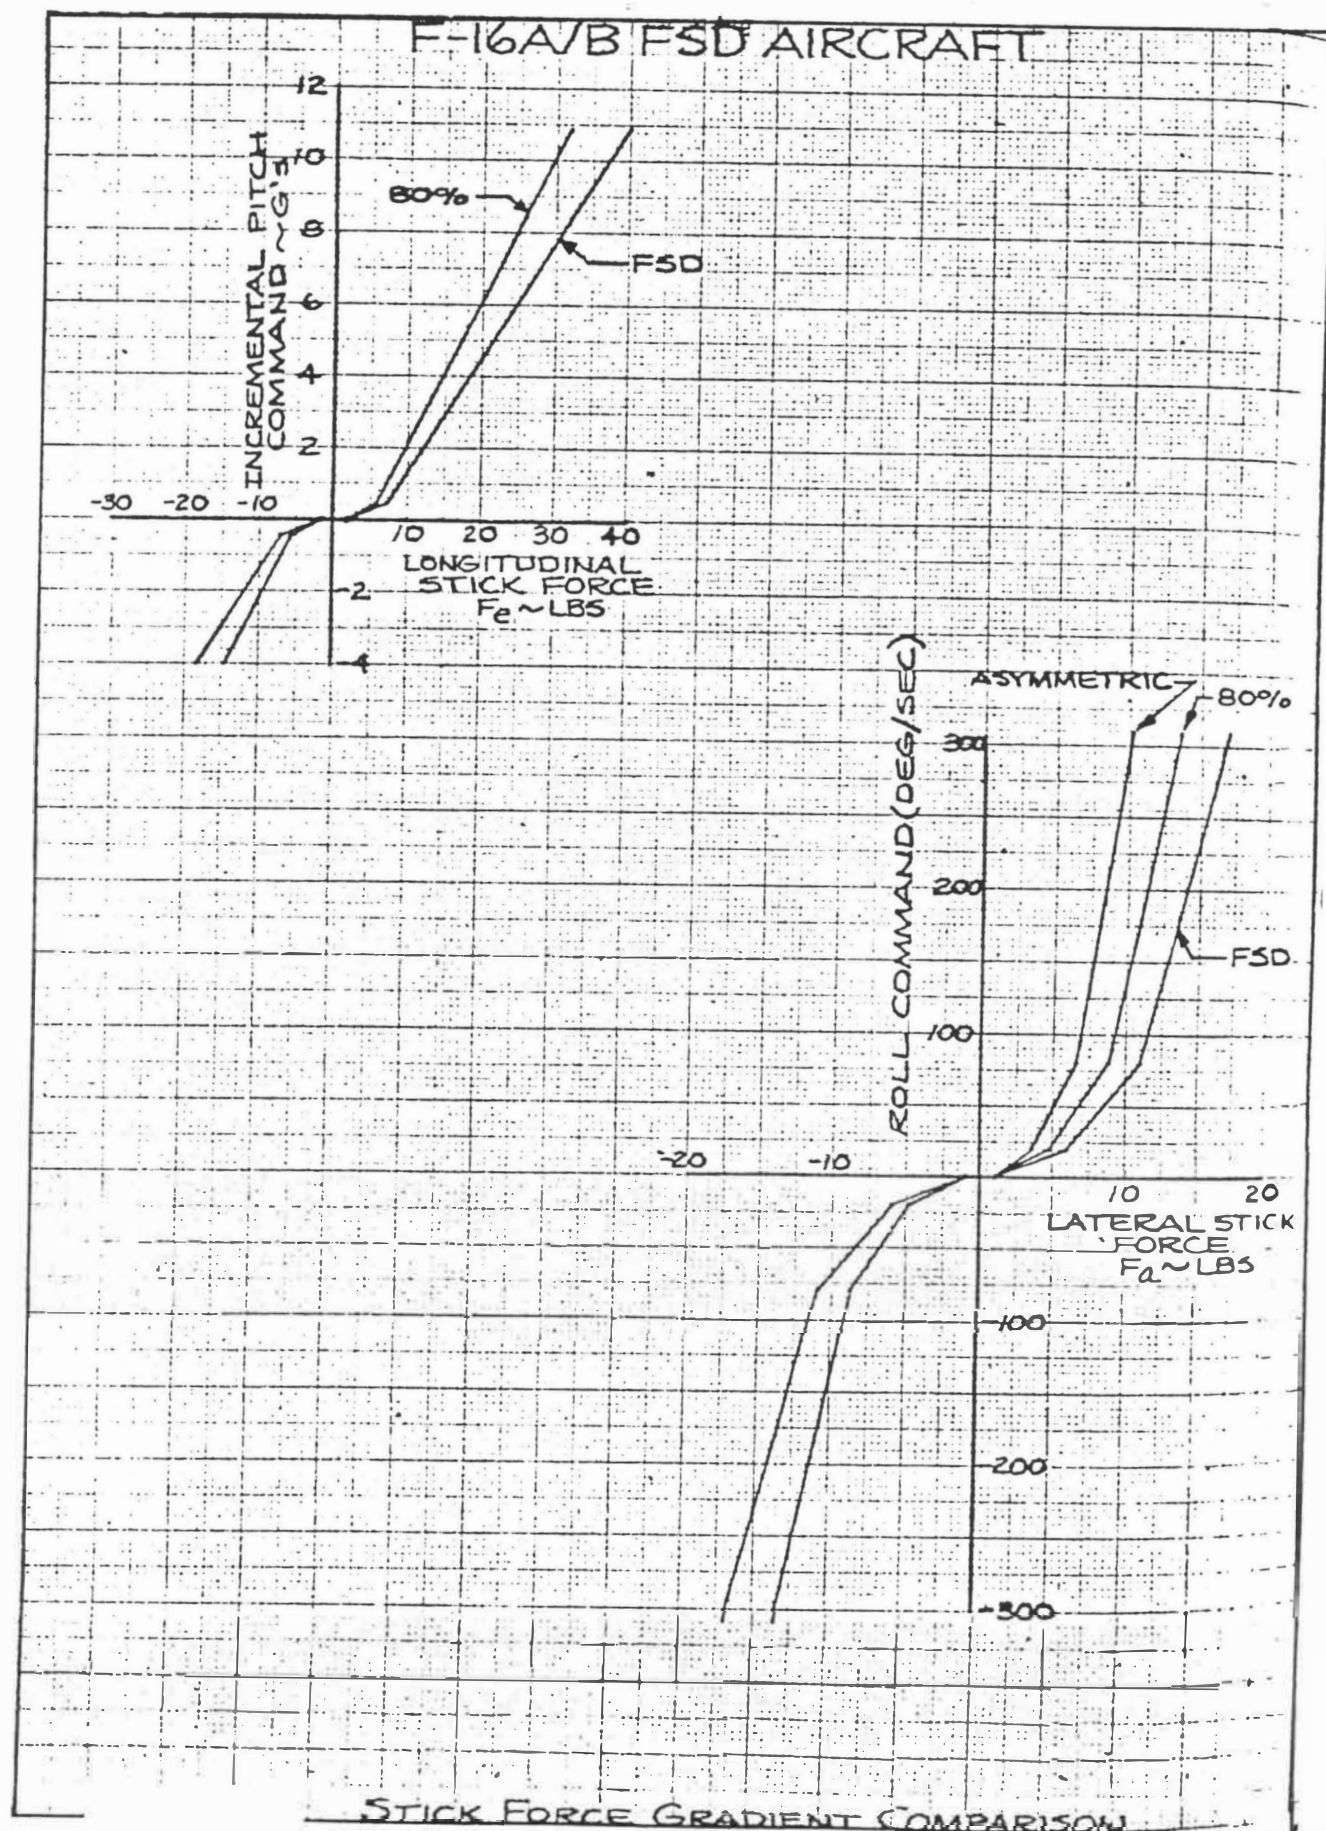 F-16A/B FSD AIRCRAFT
12
10
8
6
4
2
-2
-4
INCREMENTAL PITCH
COMMAND ~ G's
80%
FSD
-30 -20 -10
10 20 30 40
LONGITUDINAL
STICK FORCE
Fe ~ LBS
ROLL COMMAND (DEG/SEC)
ASYMMETRIC
80%
300
200
FSD
100
-20 -10
10 20
LATERAL STICK
FORCE
Fa ~ LBS
-100
-200
-300
STICK FORCE GRADIENT COMPARISON